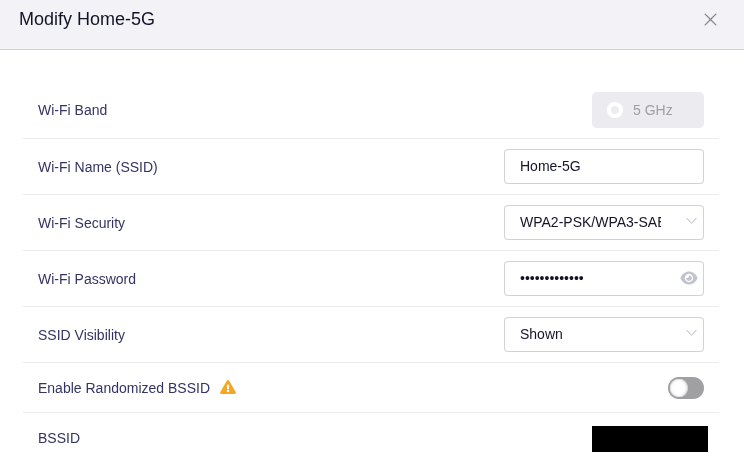 Modify Home-5G
Wi-Fi Band
5 GHz
Wi-Fi Name (SSID)
Home-5G
Wi-Fi Security
WPA2-PSK/WPA3-SAE
Wi-Fi Password
•••••••••••••
SSID Visibility
Shown
Enable Randomized BSSID
BSSID